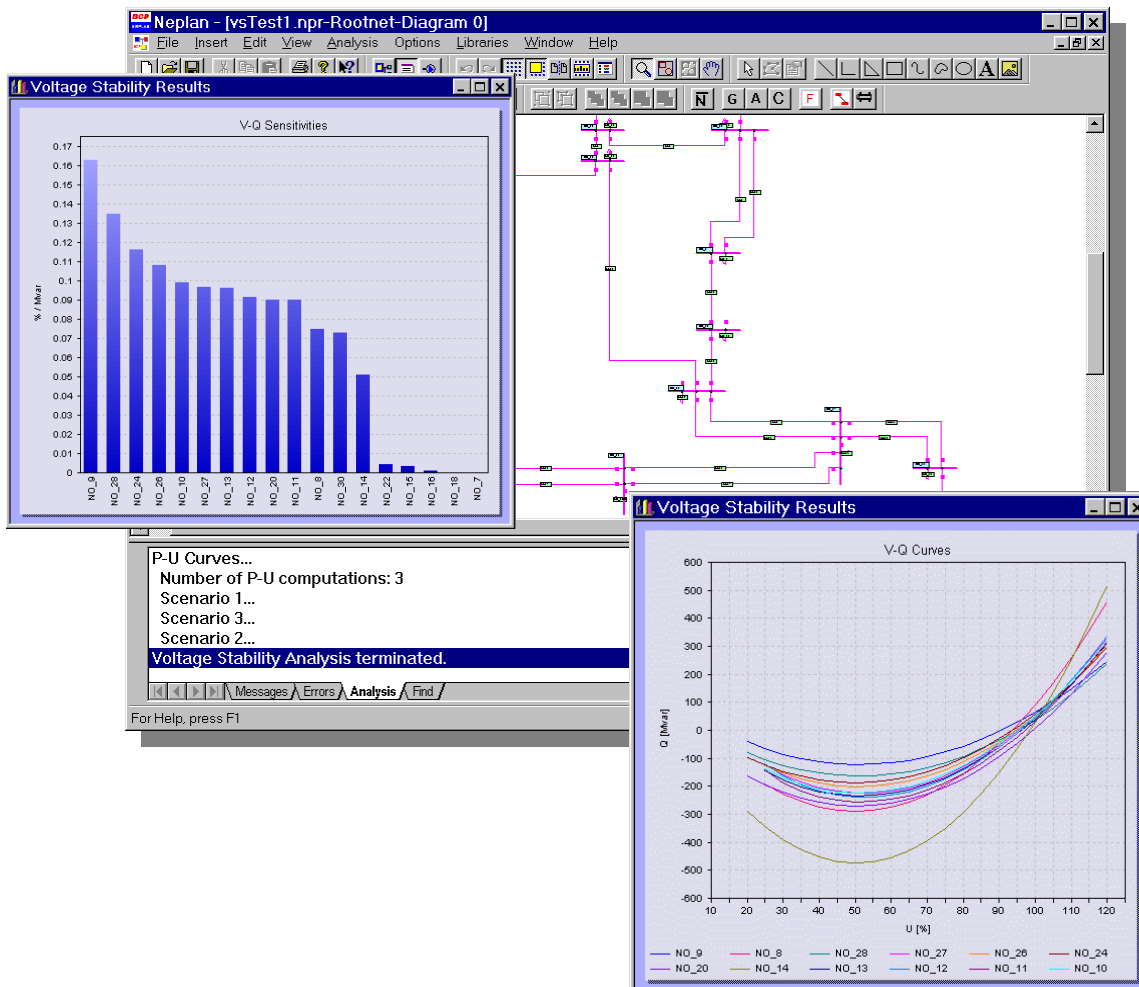 BCP
NEPLAN
Neplan - [vsTest1 .npr-Rootnet-Diagram 0]
File Insert Edit View Analysis Options Libraries Window Help
A
N G A C F
Voltage Stability Results
V-Q Sensitivities
0.17
0.16
0.15
0.14
0.13
0.12
0.11
0.1
0.09
0.08
0.07
0.06
0.05
0.04
0.03
0.02
0.01
0
% / Mvar
NO_9 NO_28 NO_24 NO_26 NO_10 NO_27 NO_13 NO_12 NO_20 NO_11 NO_8 NO_30 NO_14 NO_22 NO_15 NO_16 NO_18 NO_7
P-U Curves...
Number of P-U computations: 3
Scenario 1...
Scenario 3...
Scenario 2...
Voltage Stability Analysis terminated.
Messages Errors Analysis Find
For Help, press F1
Voltage Stability Results
V-Q Curves
600
500
400
300
200
100
0
-100
-200
-300
-400
-500
-600
Q [Mvar]
10 20 30 40 50 60 70 80 90 100 110 120
U [%]
NO_9 NO_8 NO_28 NO_27 NO_26 NO_24
NO_20 NO_14 NO_13 NO_12 NO_11 NO_10